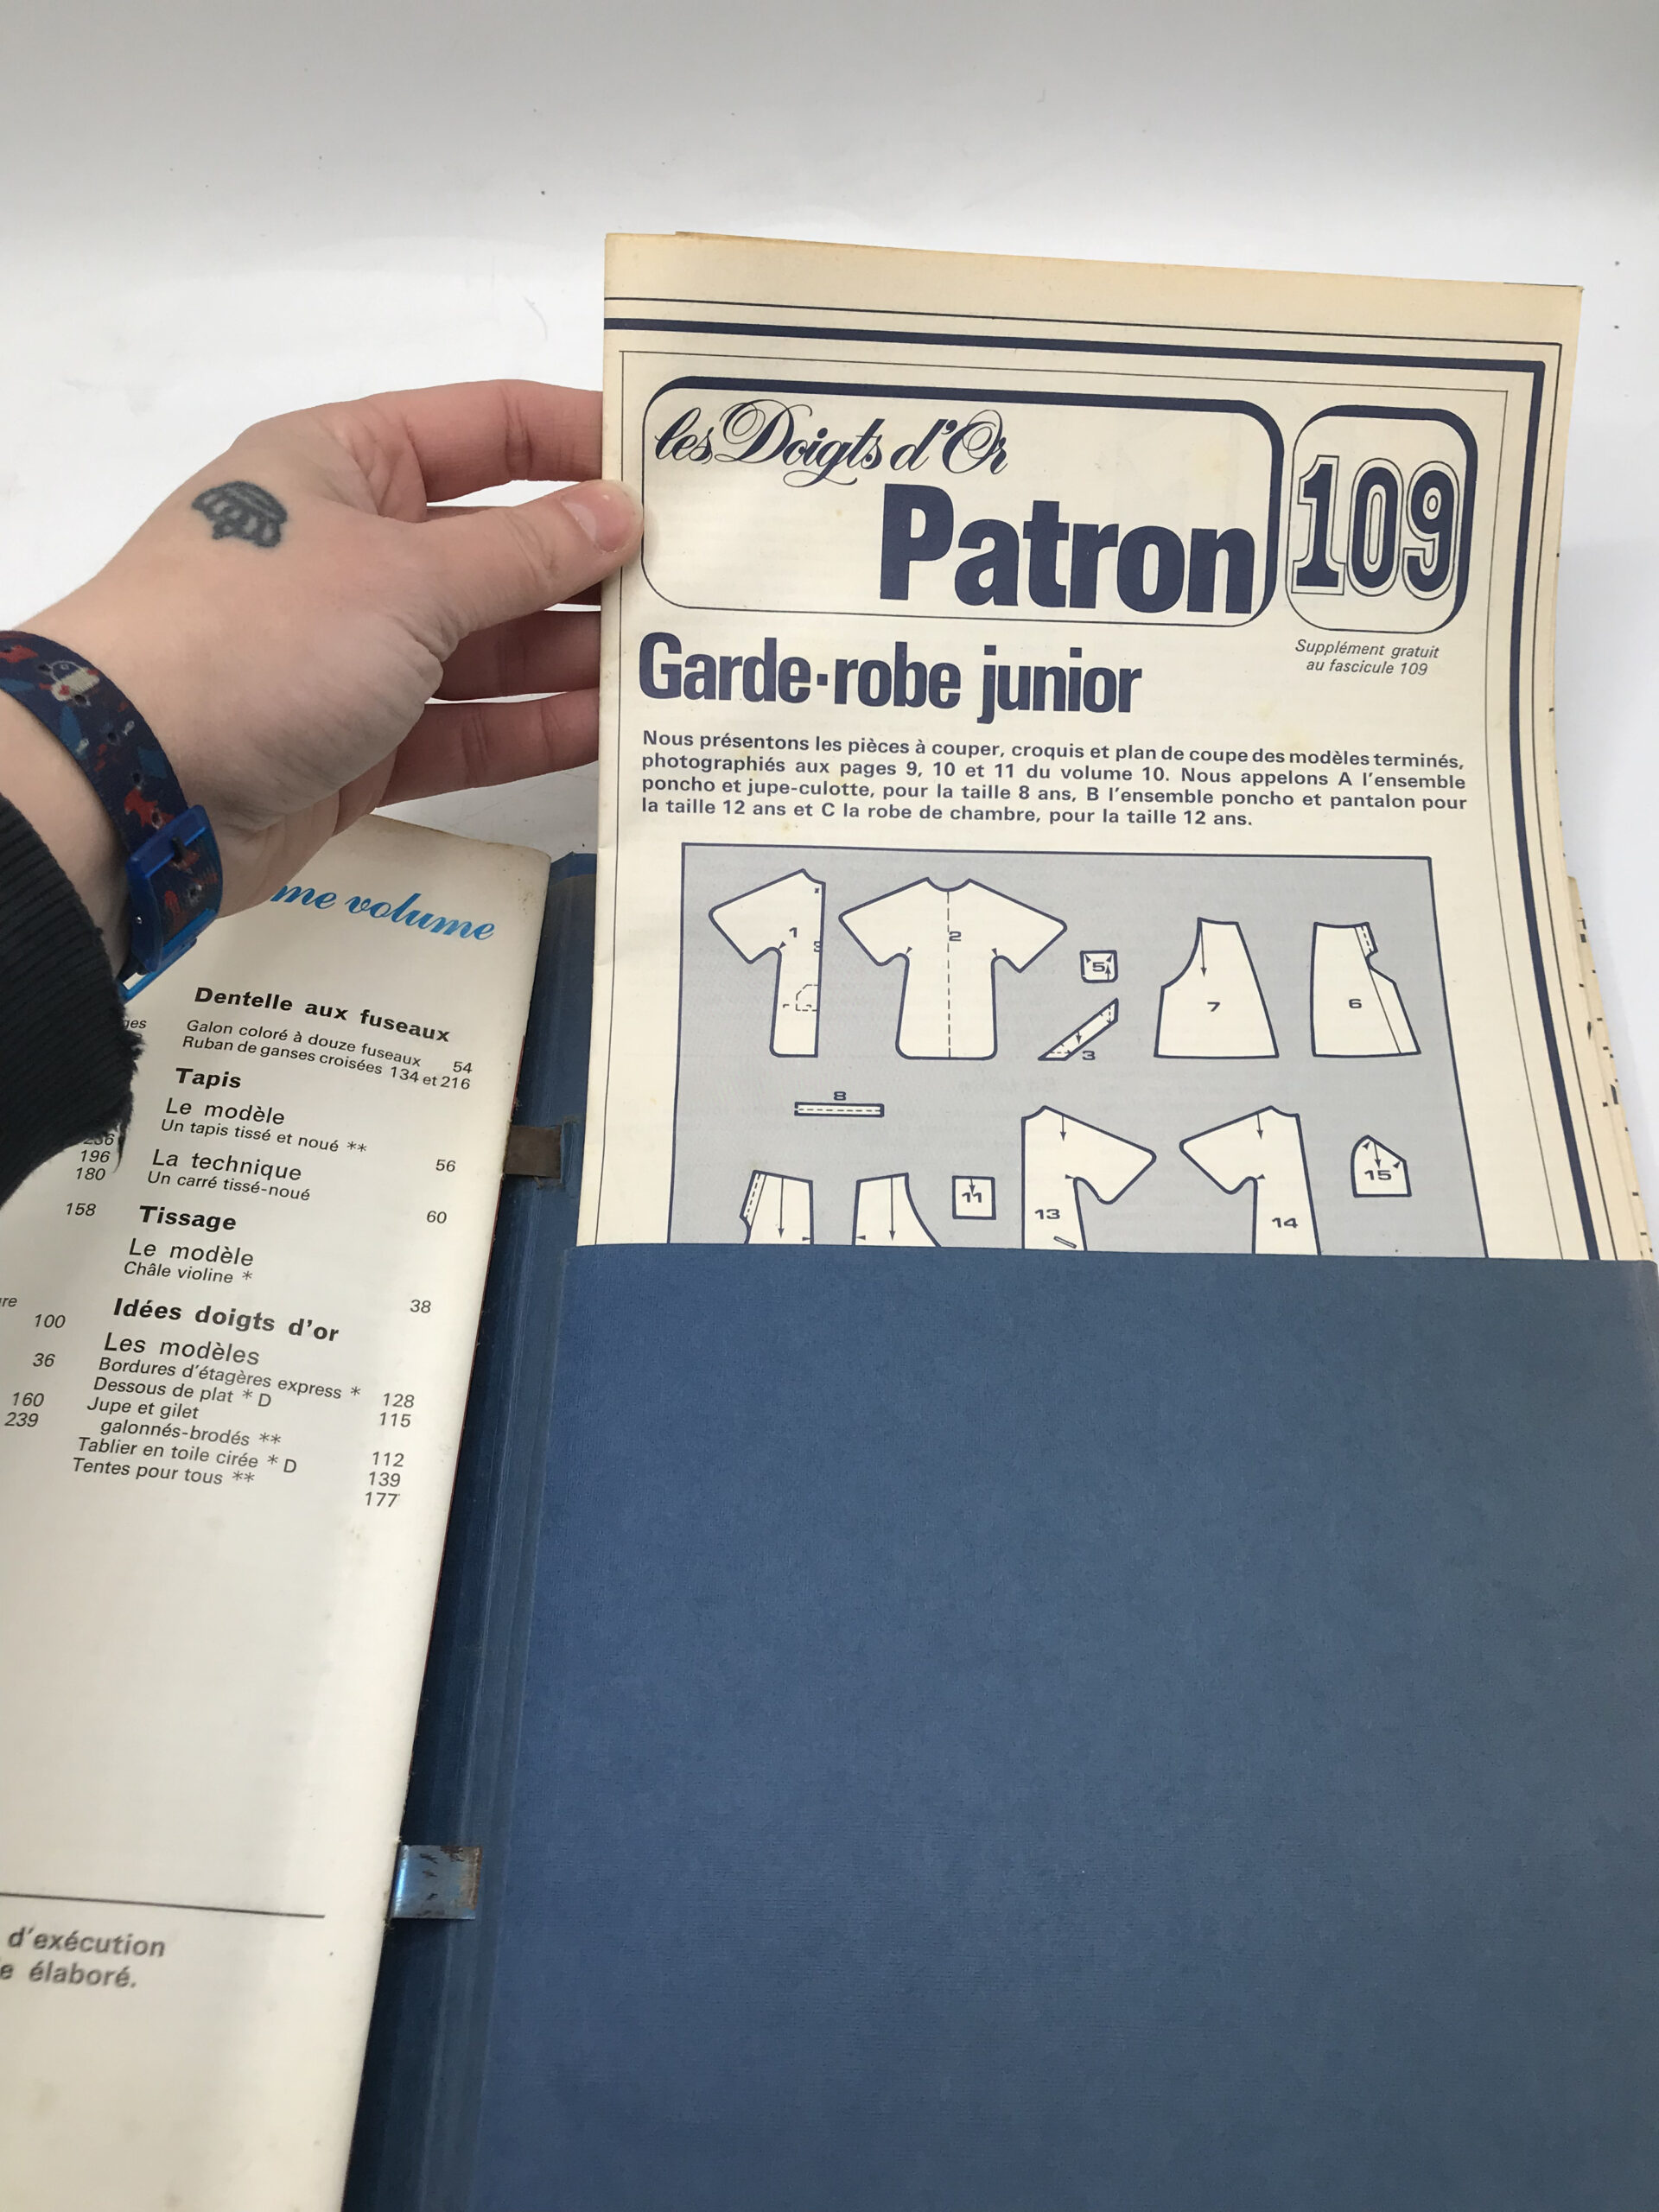 les Doigts d'Or
Patron
109
Supplément gratuit
au fascicule 109
Garde-robe junior
Nous présentons les pièces à couper, croquis et plan de coupe des modèles terminés,
photographiés aux pages 9, 10 et 11 du volume 10. Nous appelons A l'ensemble
poncho et jupe-culotte, pour la taille 8 ans, B l'ensemble poncho et pantalon pour
la taille 12 ans et C la robe de chambre, pour la taille 12 ans.
1
2
5
3
7
6
8
11
13
14
15
volume
Dentelle aux fuseaux
Galon coloré à douze fuseaux 54
Ruban de ganses croisées 134 et 216
Tapis
Le modèle
Un tapis tissé et noué ** 56
La technique
Un carré tissé-noué 60
Tissage
Le modèle
Châle violine * 38
Idées doigts d'or
Les modèles
Bordures d'étagères express * 128
Dessous de plat * D 115
Jupe et gilet
galonnés-brodés ** 112
Tablier en toile cirée * D 139
Tentes pour tous ** 177
196
180
158
100
36
160
239
d'exécution
élaboré.